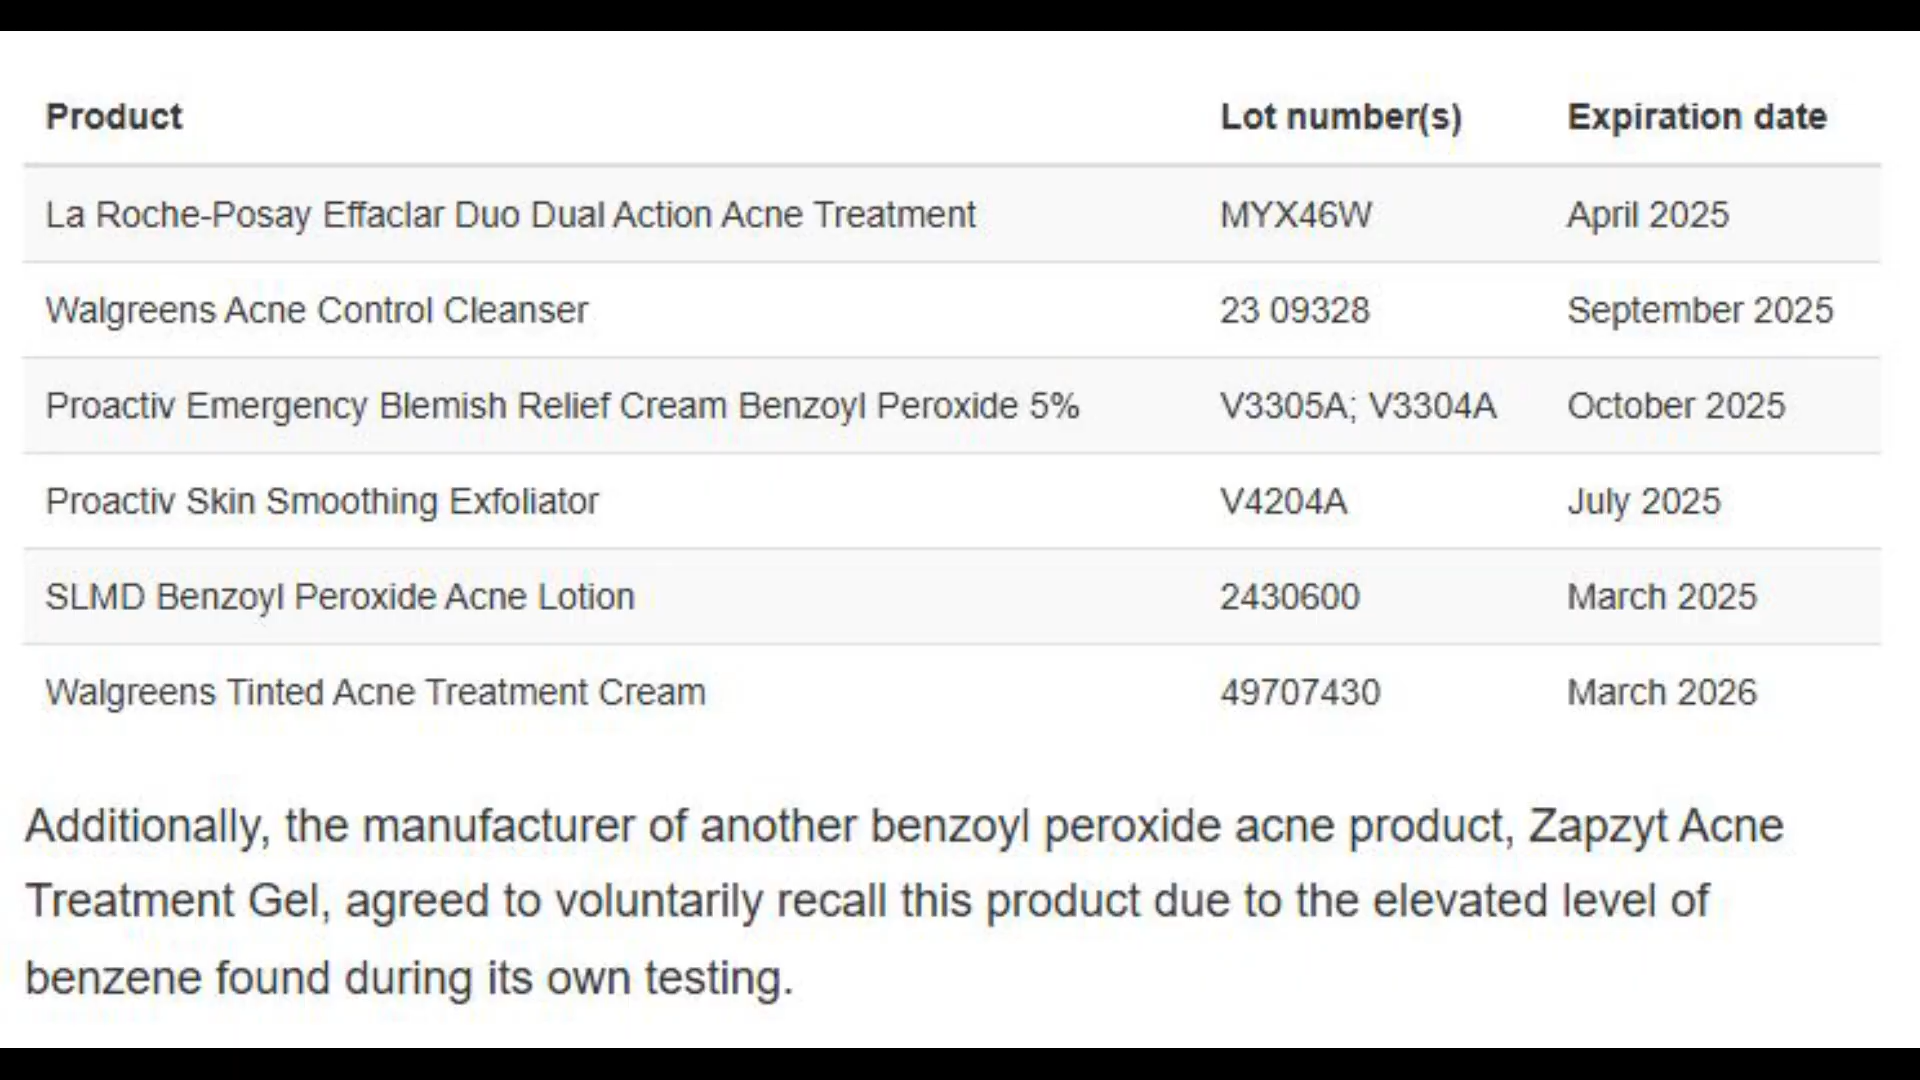 Product Lot number(s) Expiration date
La Roche-Posay Effaclar Duo Dual Action Acne Treatment MYX46W April 2025
Walgreens Acne Control Cleanser 23 09328 September 2025
Proactiv Emergency Blemish Relief Cream Benzoyl Peroxide 5% V3305A; V3304A October 2025
Proactiv Skin Smoothing Exfoliator V4204A July 2025
SLMD Benzoyl Peroxide Acne Lotion 2430600 March 2025
Walgreens Tinted Acne Treatment Cream 49707430 March 2026
Additionally, the manufacturer of another benzoyl peroxide acne product, Zapzyt Acne
Treatment Gel, agreed to voluntarily recall this product due to the elevated level of
benzene found during its own testing.